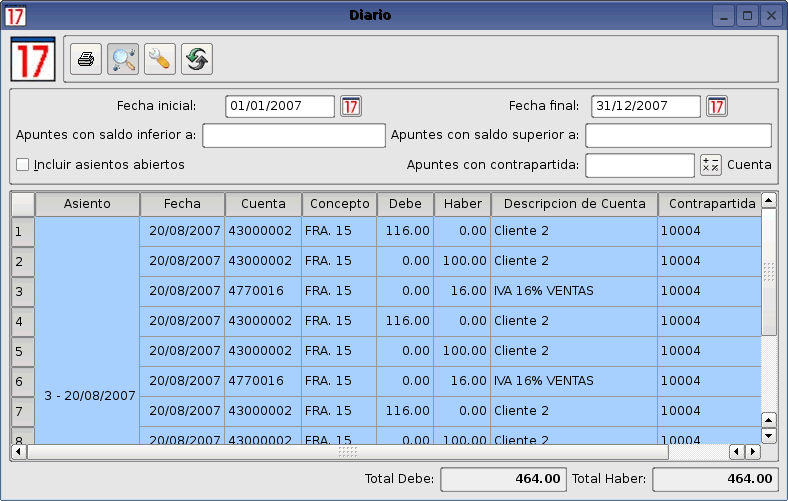 17 Diario
17
Fecha inicial: 01/01/2007 17 Fecha final: 31/12/2007 17
Apuntes con saldo inferior a: Apuntes con saldo superior a:
Incluir asientos abiertos Apuntes con contrapartida: Cuenta
Asiento Fecha Cuenta Concepto Debe Haber Descripcion de Cuenta Contrapartida
1 20/08/2007 43000002 FRA. 15 116.00 0.00 Cliente 2 10004
2 20/08/2007 43000002 FRA. 15 0.00 100.00 Cliente 2 10004
3 20/08/2007 4770016 FRA. 15 0.00 16.00 IVA 16% VENTAS 10004
4 20/08/2007 43000002 FRA. 15 116.00 0.00 Cliente 2 10004
5 20/08/2007 43000002 FRA. 15 0.00 100.00 Cliente 2 10004
6 20/08/2007 4770016 FRA. 15 0.00 16.00 IVA 16% VENTAS 10004
3 - 20/08/2007
7 20/08/2007 43000002 FRA. 15 116.00 0.00 Cliente 2 10004
8 20/08/2007 43000002 FRA. 15 0.00 100.00 Cliente 2 10004
Total Debe: 464.00 Total Haber: 464.00